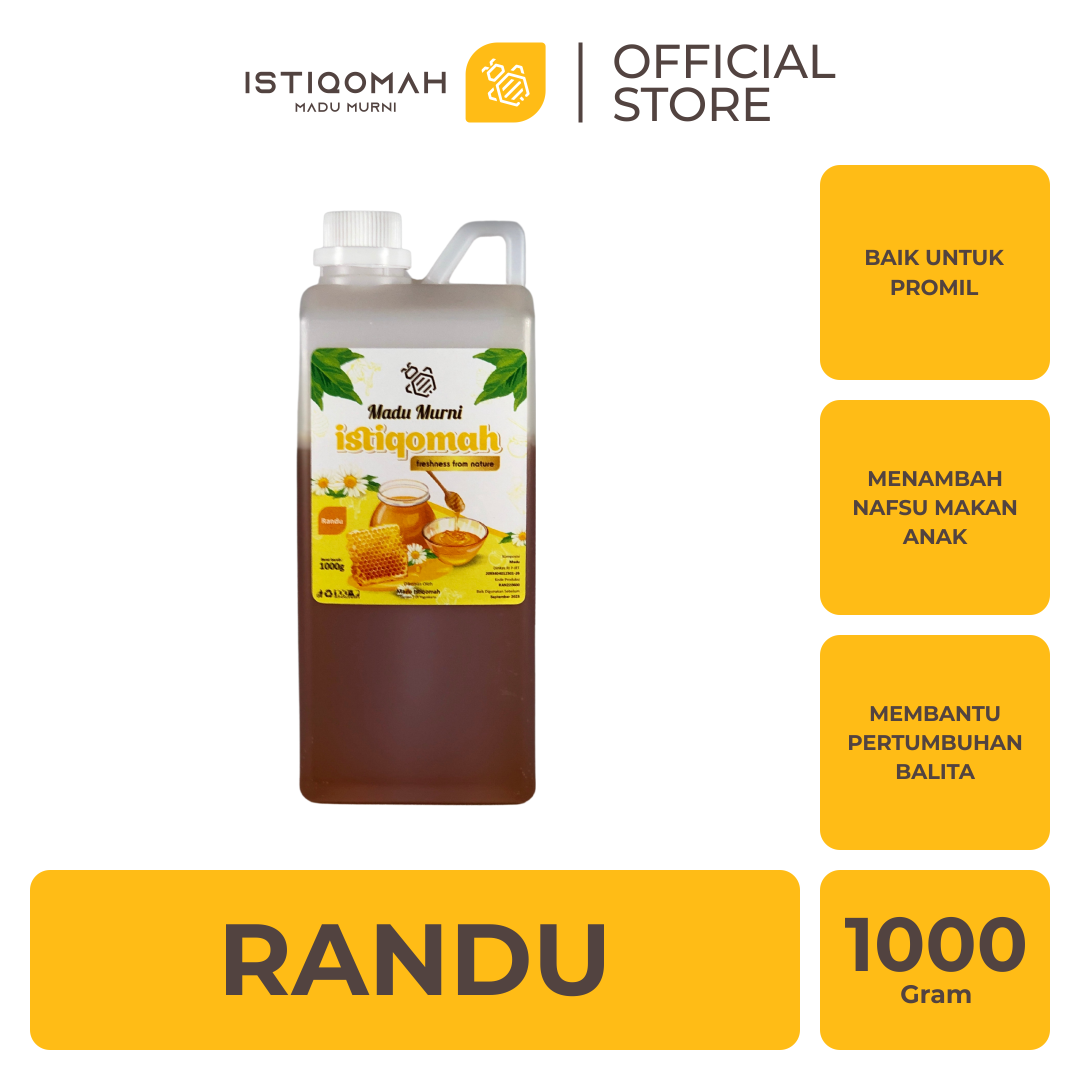 ISTIQOMAH
MADU MURNI
OFFICIAL
STORE
BAIK UNTUK
PROMIL
MENAMBAH
NAFSU MAKAN
ANAK
MEMBANTU
PERTUMBUHAN
BALITA
Madu Murni
istiqomah
freshness from nature
Randu
1000g
Madu
Madu Istiqomah
RANDU
1000
Gram